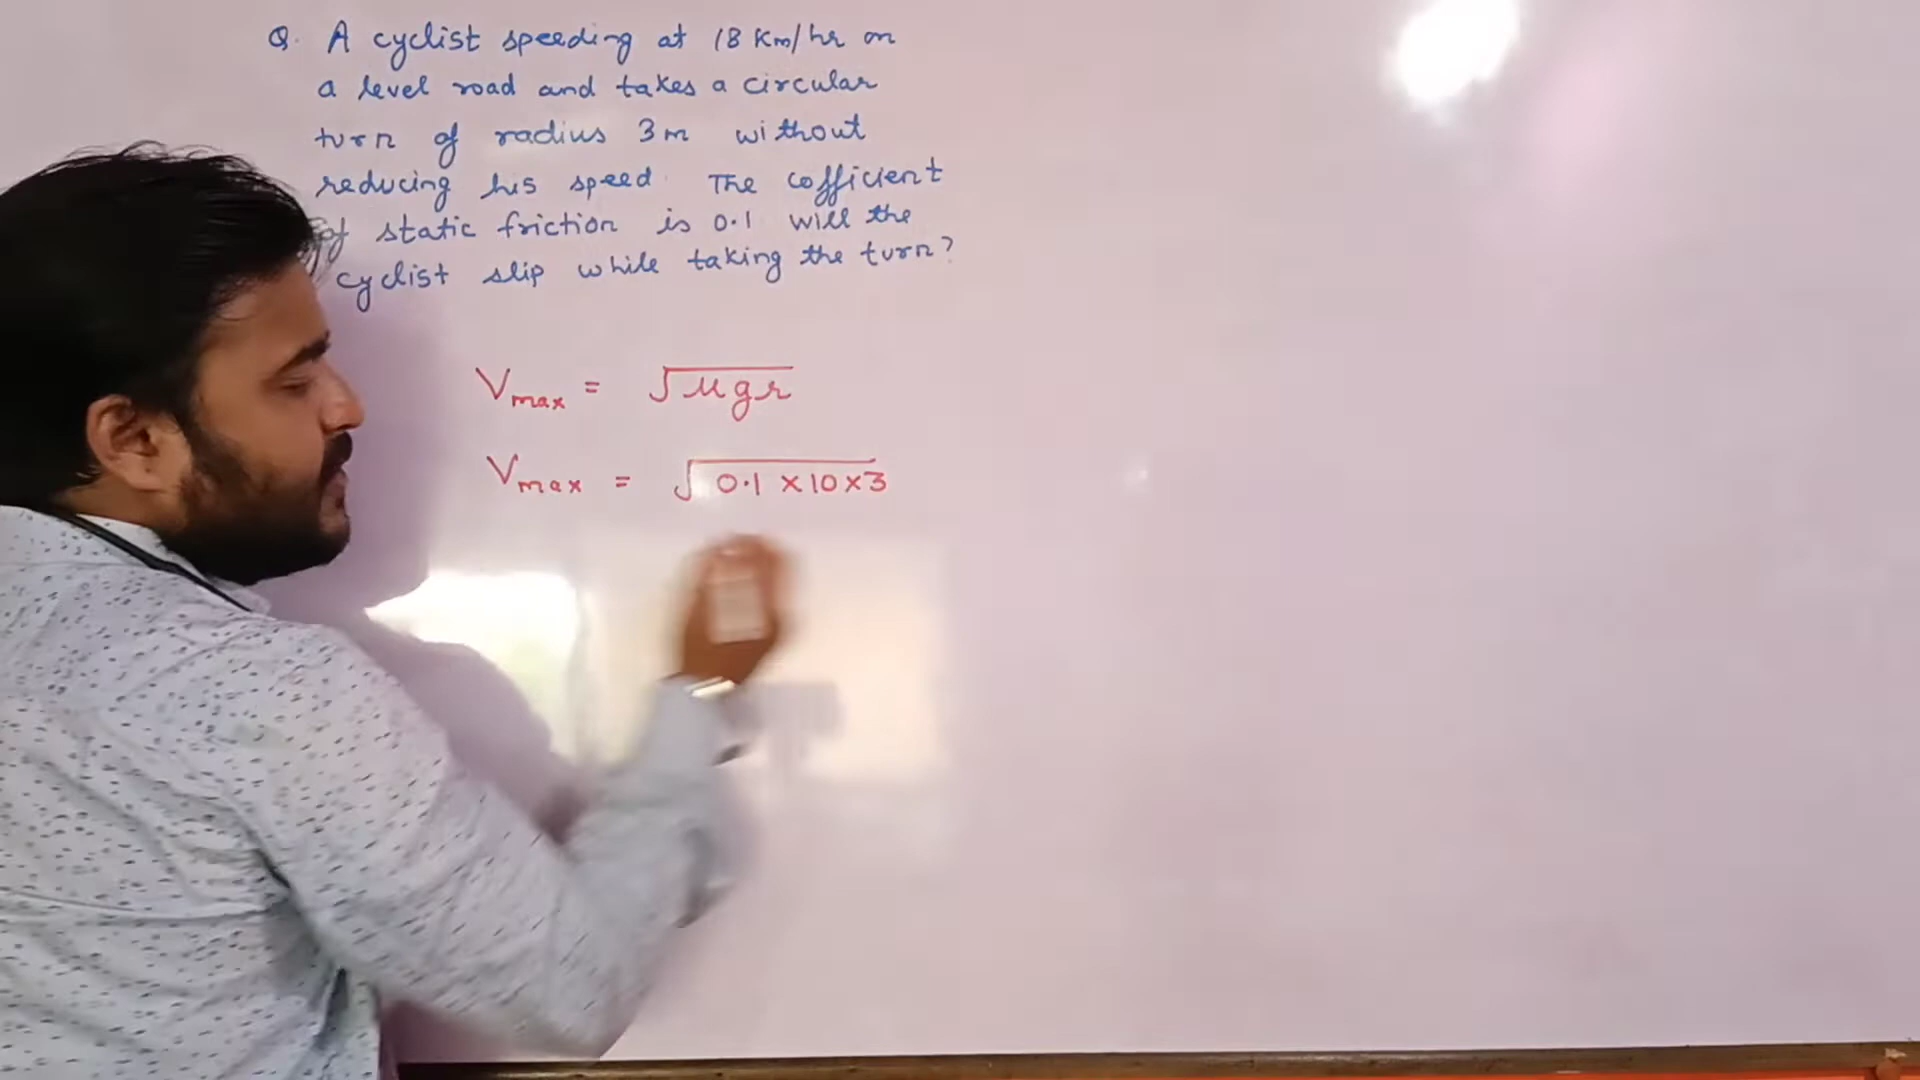 Q. A cyclist speeding at 18 Km/hr on
a level road and takes a circular
turn of radius 3m without
reducing his speed. The cofficient
of static friction is 0.1 will the
cyclist slip while taking the turn?
Vmax = √μgr
Vmax = √0.1 × 10 × 3